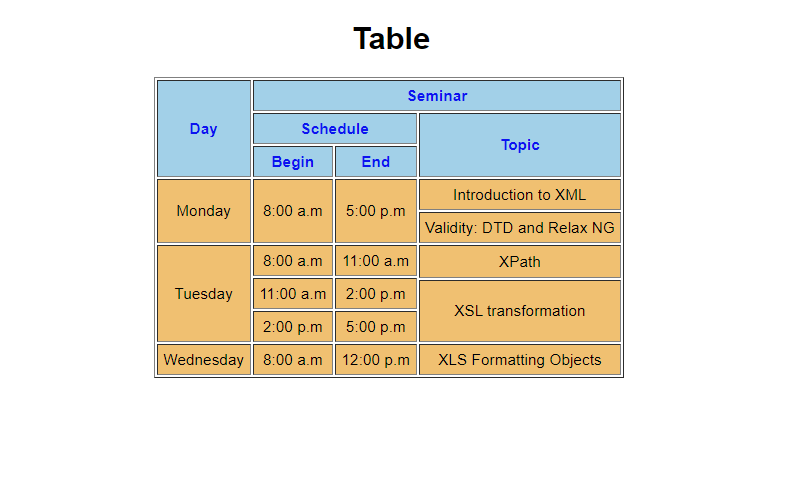 Table
Seminar
Day
Schedule
Topic
Begin End
Monday 8:00 a.m 5:00 p.m Introduction to XML
Validity: DTD and Relax NG
Tuesday 8:00 a.m 11:00 a.m XPath
11:00 a.m 2:00 p.m XSL transformation
2:00 p.m 5:00 p.m
Wednesday 8:00 a.m 12:00 p.m XLS Formatting Objects